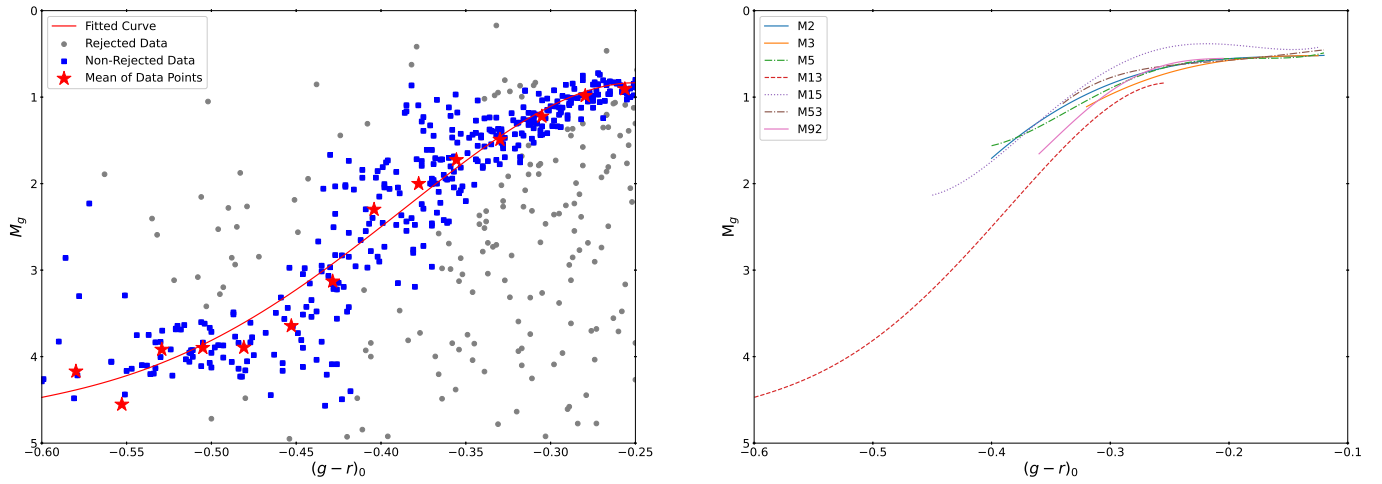 Fitted Curve
Rejected Data
Non-Rejected Data
Mean of Data Points
0
1
2
3
4
5
M_g
−0.60
−0.55
−0.50
−0.45
−0.40
−0.35
−0.30
−0.25
(g − r)₀
M2
M3
M5
M13
M15
M53
M92
0
1
2
3
4
5
M_g
−0.6
−0.5
−0.4
−0.3
−0.2
−0.1
(g − r)₀